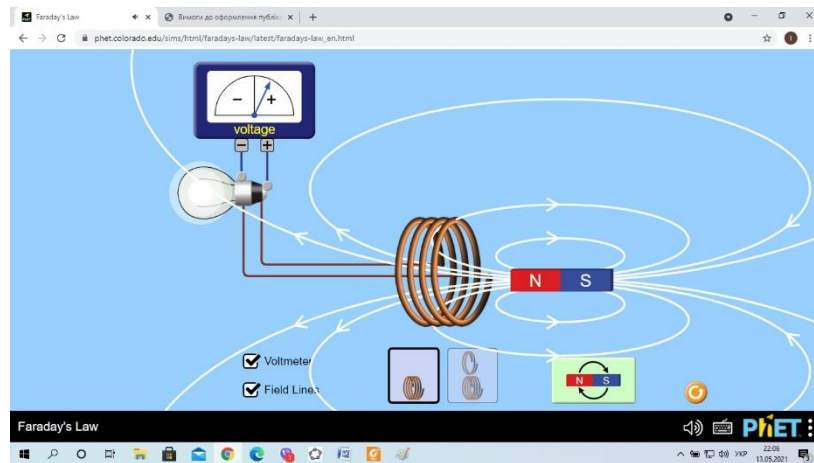 Faraday's Law
Вимоги до оформлення публі
phet.colorado.edu/sims/html/faradays-law/latest/faradays-law_en.html
− +
voltage
− +
N S
Voltmeter
Field Lines
N S
Faraday's Law
PhET
УКР
22:06
13.05.2021